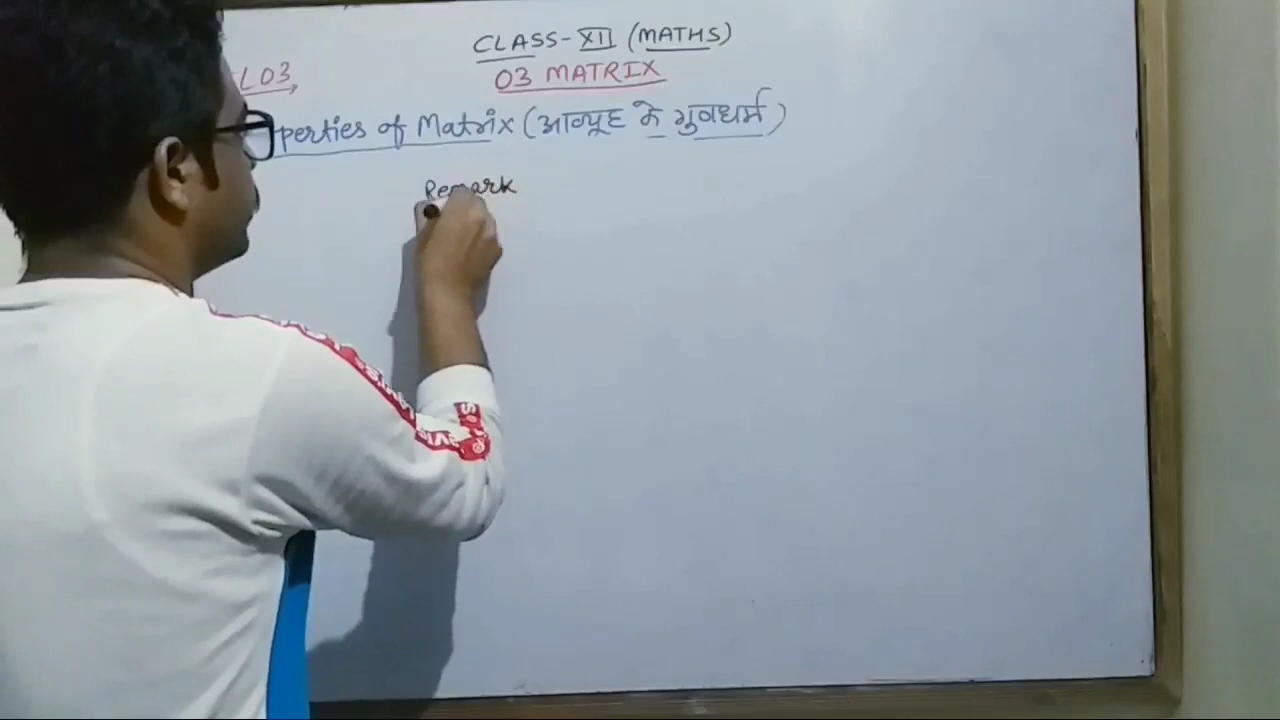 CLASS-XII (MATHS)
L03
03 MATRIX
perties of Matrix (आव्यूह के गुणधर्म)
Remark